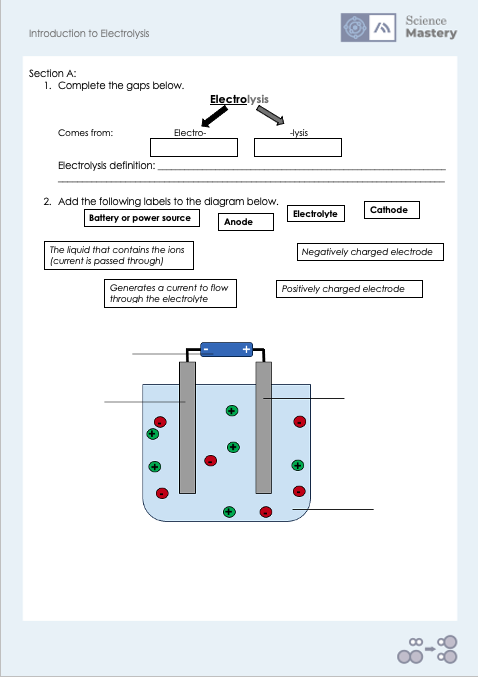 Introduction to Electrolysis
Science
Mastery
Section A:
1. Complete the gaps below.
Electrolysis
Comes from:
Electro-
-lysis
Electrolysis definition: ______
2. Add the following labels to the diagram below.
Battery or power source
Anode
Electrolyte
Cathode
The liquid that contains the ions
(current is passed through)
Negatively charged electrode
Generates a current to flow
through the electrolyte
Positively charged electrode
- +